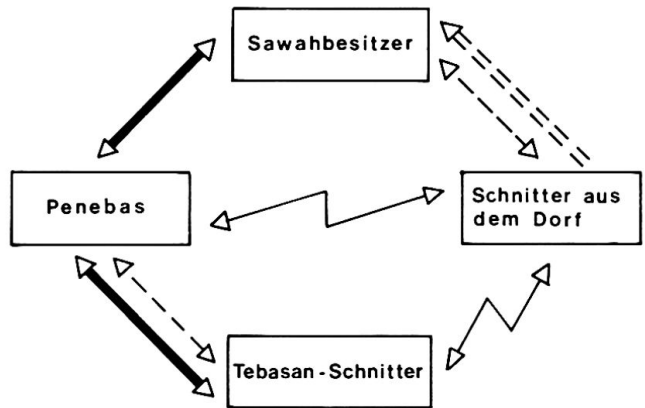 Sawahbesitzer
Penebas
Schnitter aus
dem Dorf
Tebasan-Schnitter